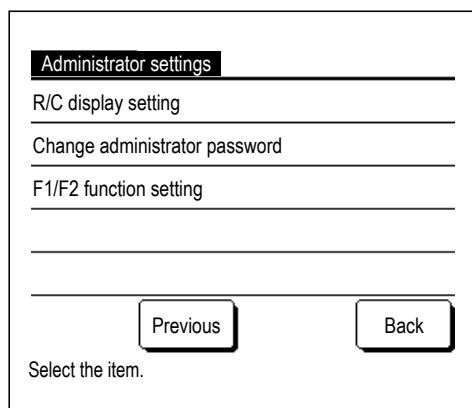 Administrator settings
R/C display setting
Change administrator password
F1/F2 function setting
Previous
Back
Select the item.